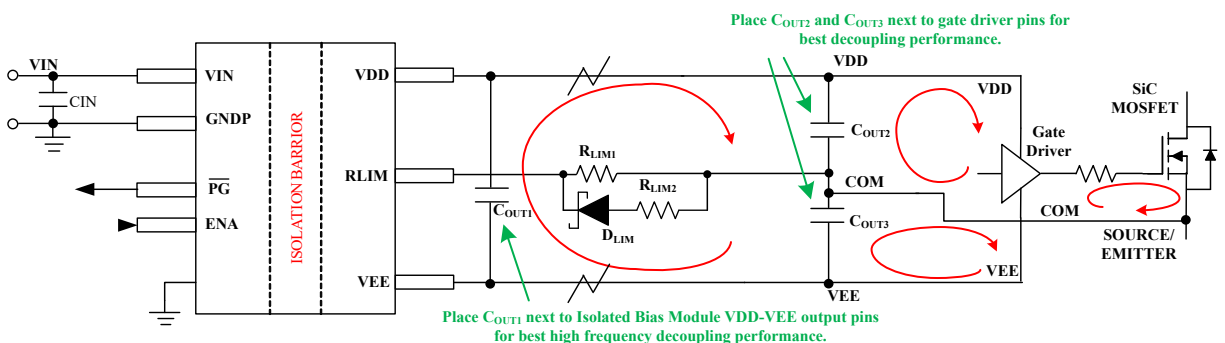 Place COUT2 and COUT3 next to gate driver pins for
best decoupling performance.
VIN
CIN
VIN
GNDP
PG
ENA
ISOLATION BARRIOR
VDD
RLIM
VEE
COUT1
RLIM1
RLIM2
DLIM
VDD
COUT2
COM
COUT3
VEE
VDD
Gate
Driver
COM
VEE
SiC
MOSFET
SOURCE/
EMITTER
Place COUT1 next to Isolated Bias Module VDD-VEE output pins
for best high frequency decoupling performance.